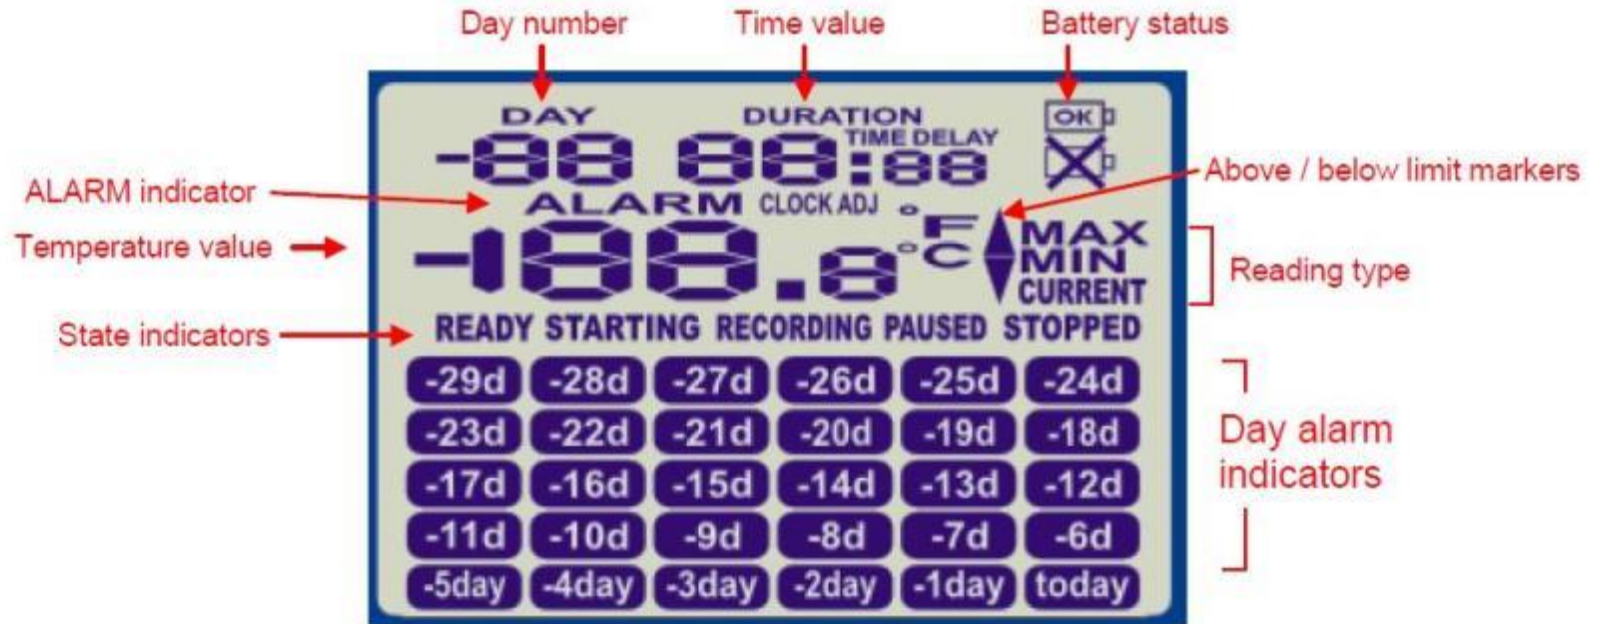 Day number Time value Battery status
DAY DURATION OK
TIME DELAY
-88 88:88
Above / below limit markers
ALARM indicator
ALARM CLOCK ADJ °F
Temperature value
-188.8 °C
MAX
MIN
CURRENT
Reading type
State indicators
READY STARTING RECORDING PAUSED STOPPED
-29d -28d -27d -26d -25d -24d
-23d -22d -21d -20d -19d -18d
Day alarm
indicators
-17d -16d -15d -14d -13d -12d
-11d -10d -9d -8d -7d -6d
-5day -4day -3day -2day -1day today